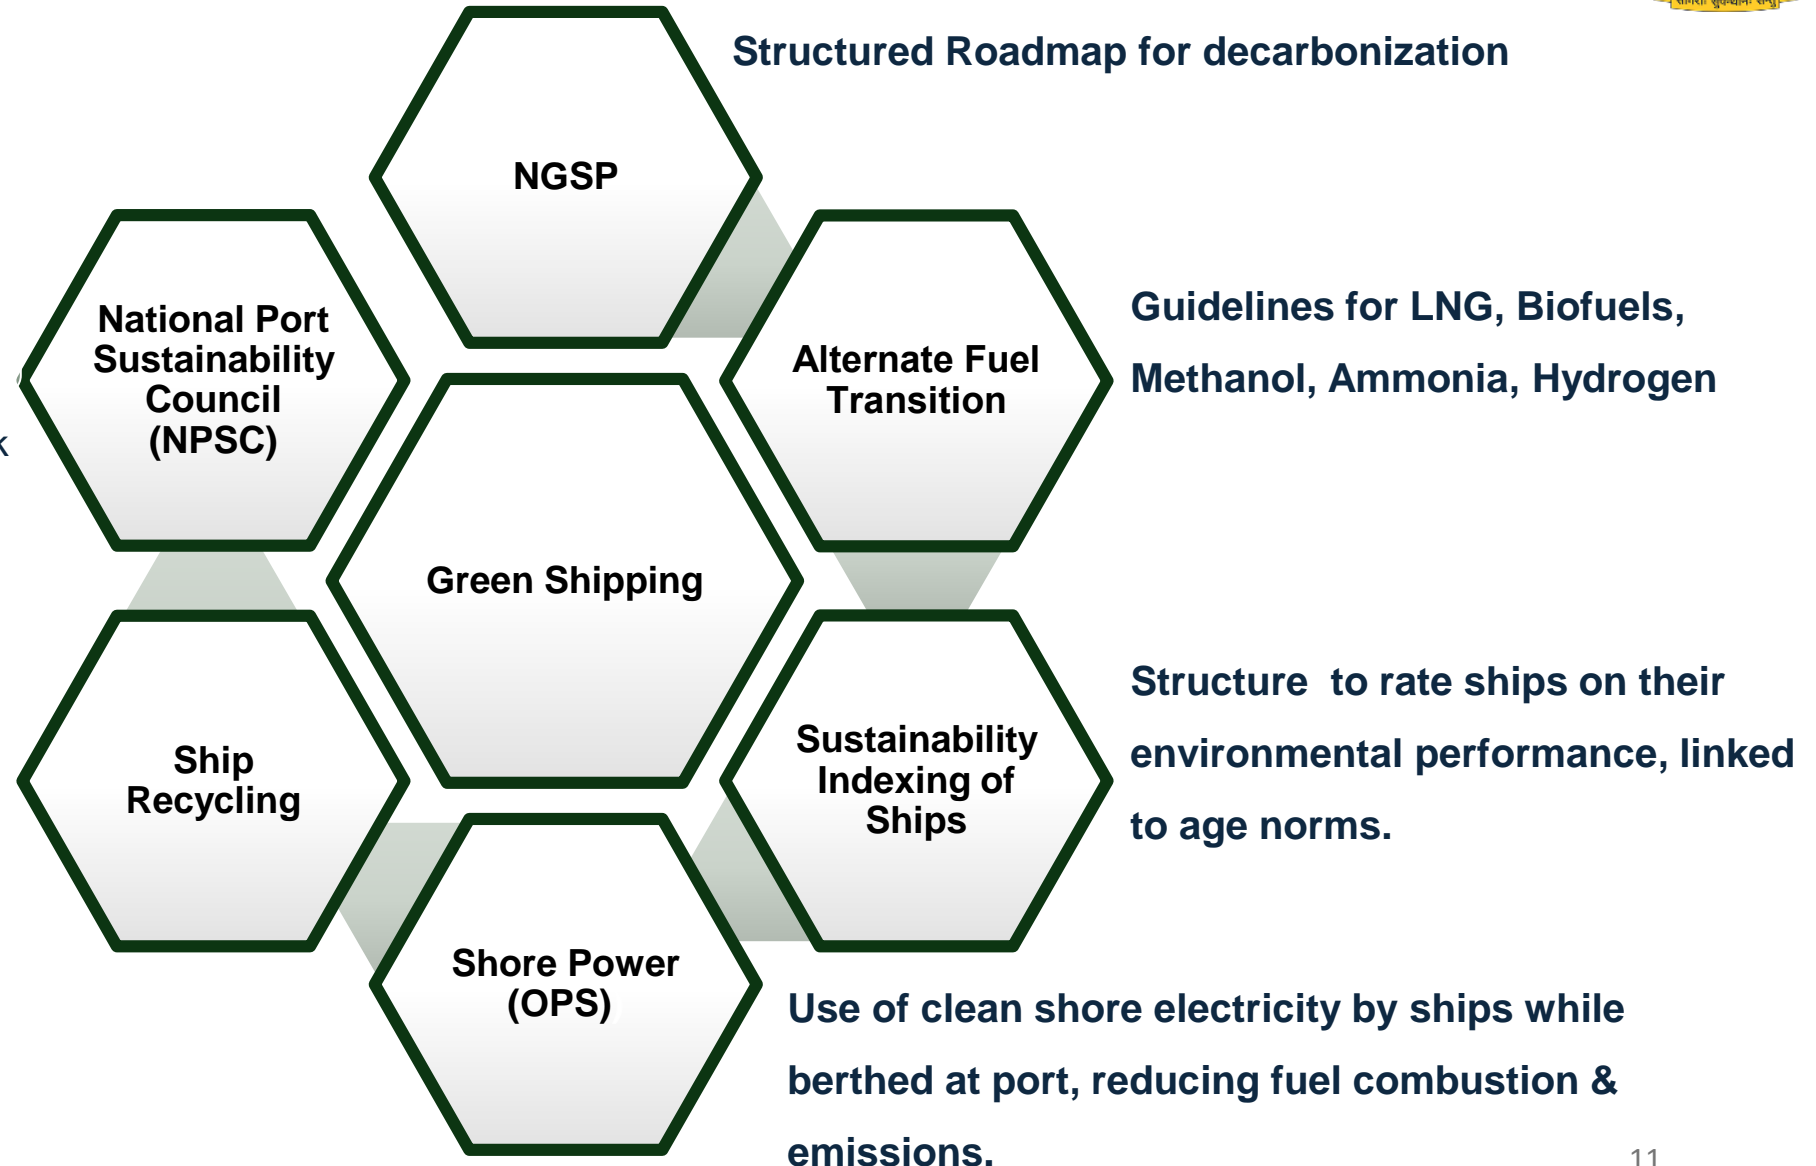 Structured Roadmap for decarbonization
NGSP
National Port
Sustainability
Council
(NPSC)
k
Alternate Fuel
Transition
Guidelines for LNG, Biofuels,
Methanol, Ammonia, Hydrogen
Green Shipping
Ship
Recycling
Sustainability
Indexing of
Ships
Structure to rate ships on their
environmental performance, linked
to age norms.
Shore Power
(OPS)
Use of clean shore electricity by ships while
berthed at port, reducing fuel combustion &
emissions.
11